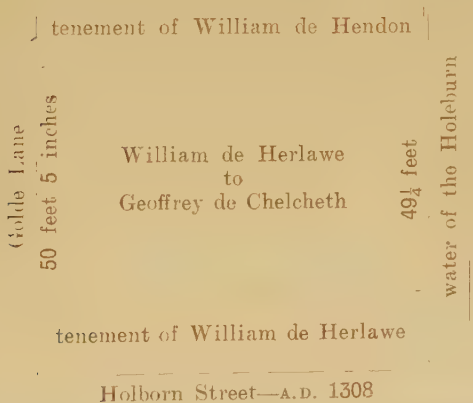 tenement of William de Hendon
Golde Lane
50 feet 5 inches
William de Herlawe
to
Geoffrey de Chelcheth
49¼ feet
water of the Holeburn
tenement of William de Herlawe
Holborn Street—A.D. 1308